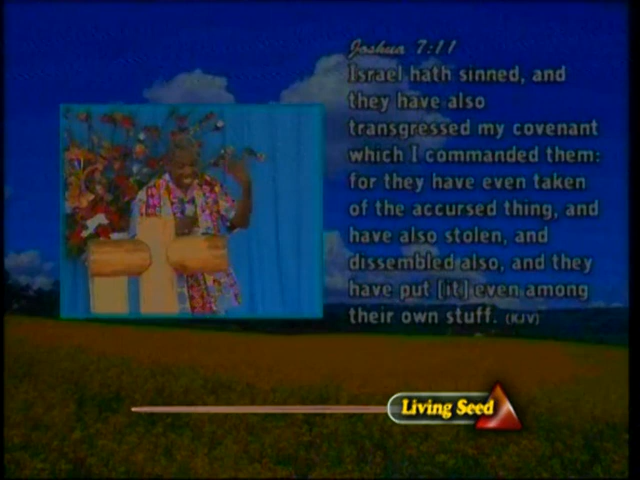 Joshua 7:11
Israel hath sinned, and
they have also
transgressed my covenant
which I commanded them:
for they have even taken
of the accursed thing, and
have also stolen, and
dissembled also, and they
have put [it] even among
their own stuff. (KJV)
Living Seed